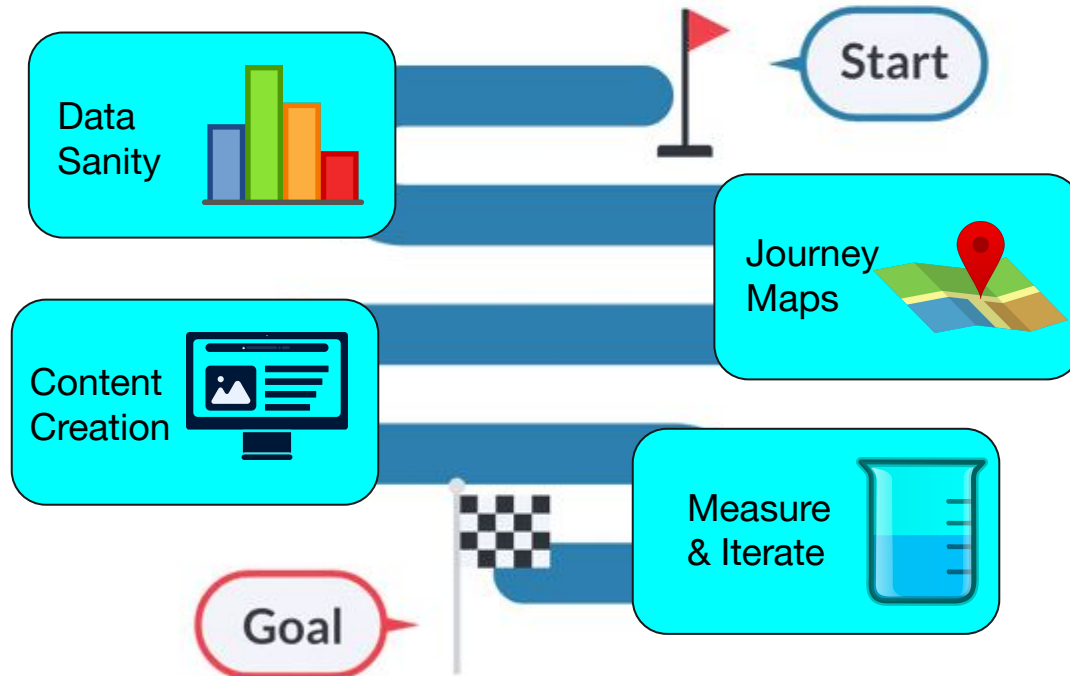 Start
Data
Sanity
Journey
Maps
Content
Creation
Measure
& Iterate
Goal